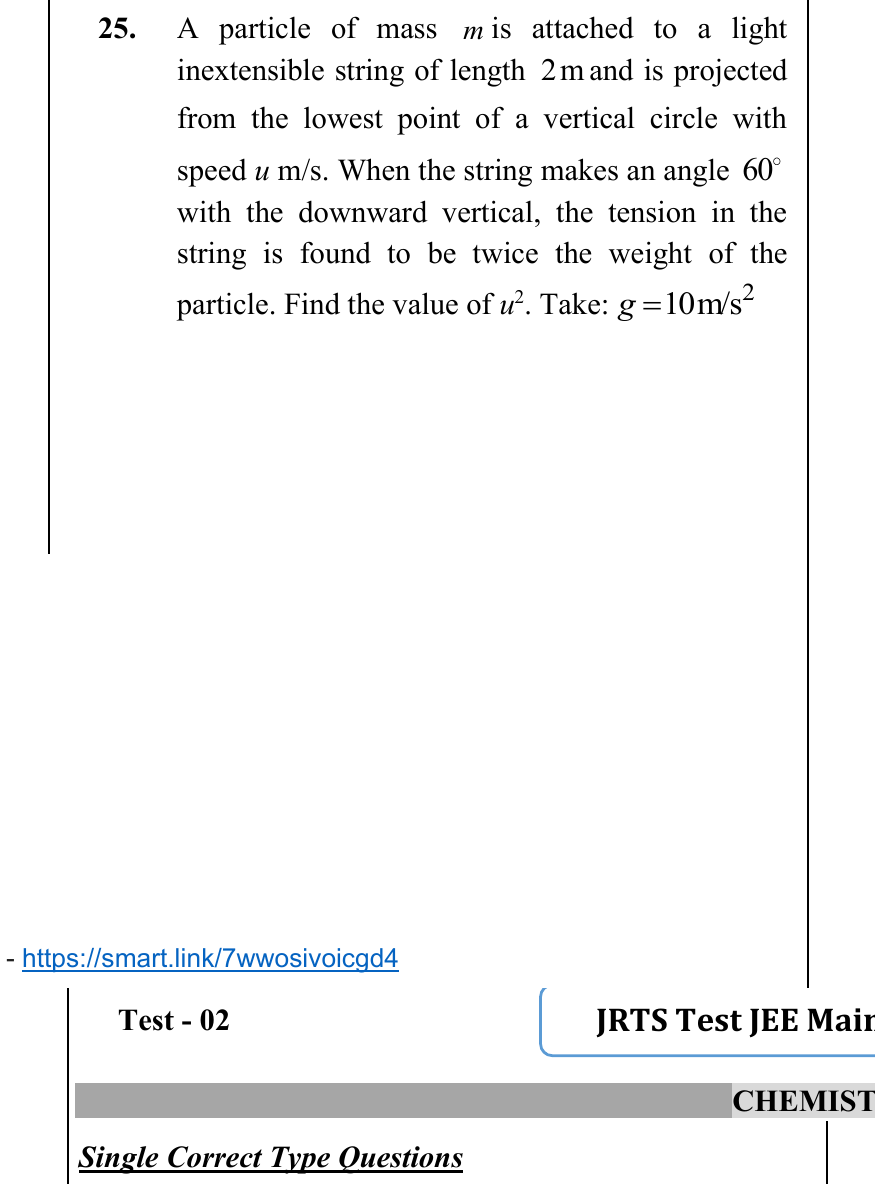 25. A particle of mass m is attached to a light
inextensible string of length 2 m and is projected
from the lowest point of a vertical circle with
speed u m/s. When the string makes an angle 60°
with the downward vertical, the tension in the
string is found to be twice the weight of the
particle. Find the value of u². Take: g = 10 m/s²
- https://smart.link/7wwosivoicgd4
Test - 02
JRTS Test JEE Main
CHEMIST
Single Correct Type Questions